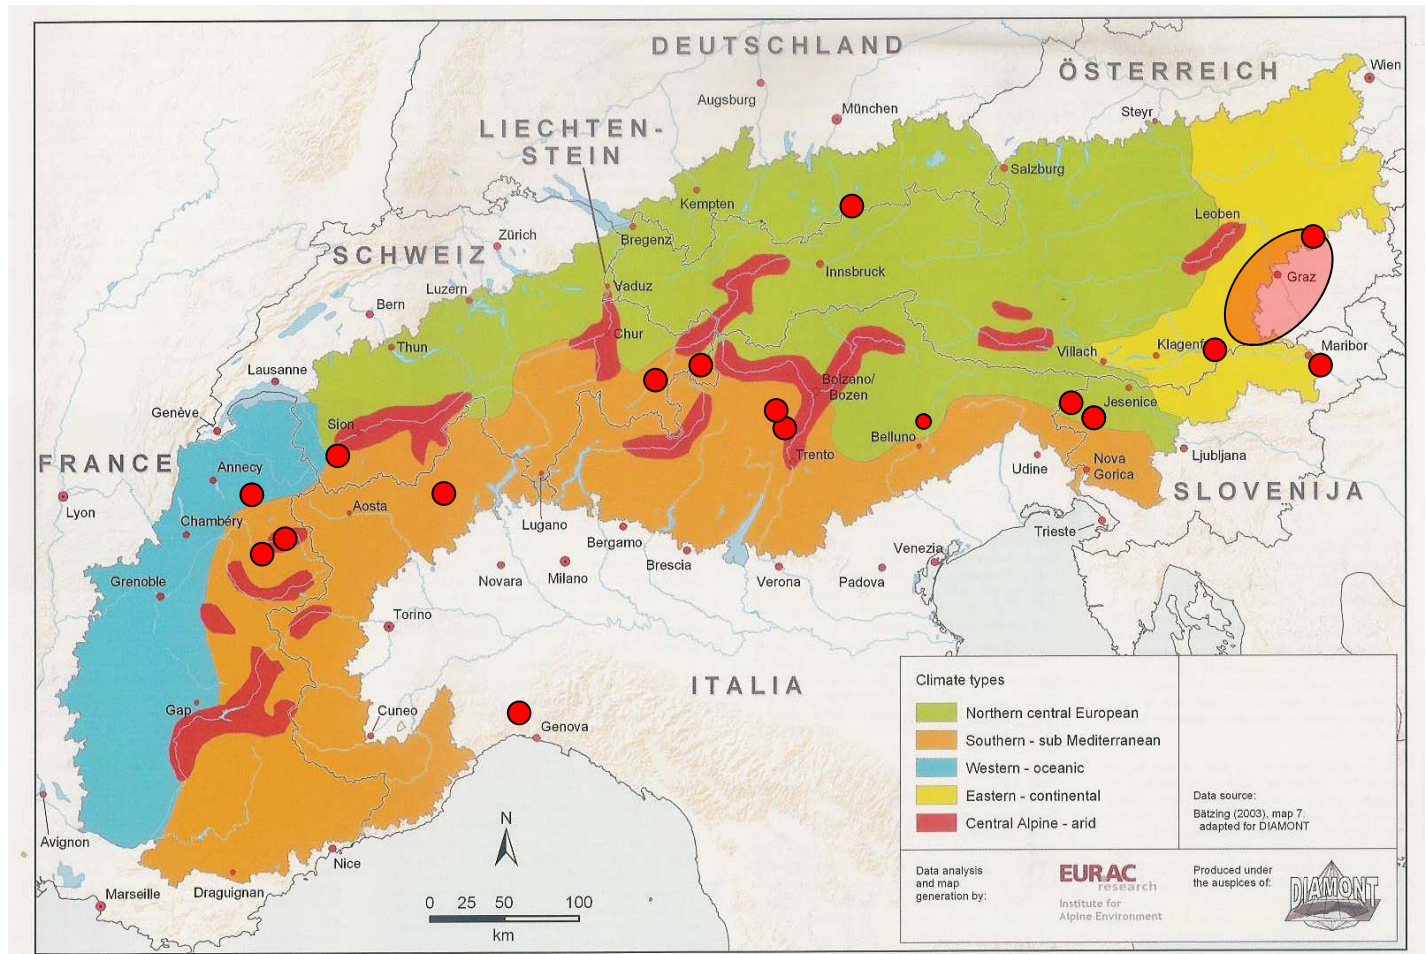 DEUTSCHLAND
ÖSTERREICH
Wien
Augsburg
München
Steyr
LIECHTEN-
STEIN
Salzburg
Kempten
Leoben
Zürich
Bregenz
SCHWEIZ
Innsbruck
Graz
Luzern
Vaduz
Bern
Chur
Thun
Klagenf
Maribor
Villach
Lausanne
Bolzano/
Bozen
Jesenice
Genève
Sion
Belluno
FRANCE
Annecy
Trento
Udine
Nova
Gorica
Ljubljana
SLOVENIJA
Lyon
Aosta
Chambéry
Lugano
Trieste
Bergamo
Venezia
Brescia
Grenoble
Novara
Milano
Verona
Padova
Torino
ITALIA
Gap
Cuneo
Genova
Avignon
Nice
Marseille
Draguignan
N
0 25 50 100
km
Climate types
Northern central European
Southern - sub Mediterranean
Western - oceanic
Eastern - continental
Central Alpine - arid
Data source:
Bätzing (2003), map 7;
adapted for DIAMONT
Data analysis
and map
generation by:
EURAC
research
Institute for
Alpine Environment
Produced under
the auspices of:
DIAMONT